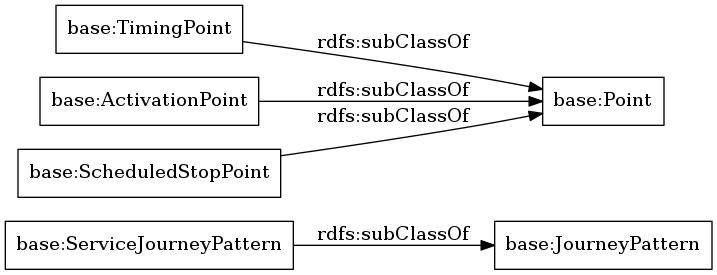 base:TimingPoint
rdfs:subClassOf
base:ActivationPoint
rdfs:subClassOf
base:Point
rdfs:subClassOf
base:ScheduledStopPoint
base:ServiceJourneyPattern
rdfs:subClassOf
base:JourneyPattern